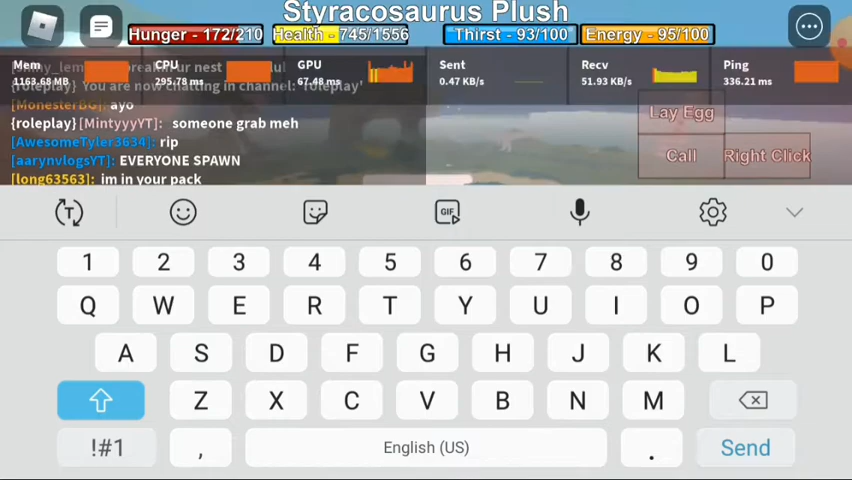 Styracosaurus Plush
Hunger - 172/210 Health - 745/1556 Thirst - 93/100 Energy - 95/100
Mem CPU GPU Sent Recv Ping
1163.68 MB 295.78 ms 67.48 ms 0.47 KB/s 51.93 KB/s 336.21 ms
{roleplay} You are now chatting in channel: 'roleplay'
[MonesterBG]: ayo
{roleplay} [MintyyyYT]: someone grab meh
[AwesomeTyler3634]: rip
[aarynvlogsYT]: EVERYONE SPAWN
[long63563]: im in your pack
Lay Egg
Call Right Click
T GIF
1 2 3 4 5 6 7 8 9 0
Q W E R T Y U I O P
A S D F G H J K L
Z X C V B N M
!#1 , English (US) . Send